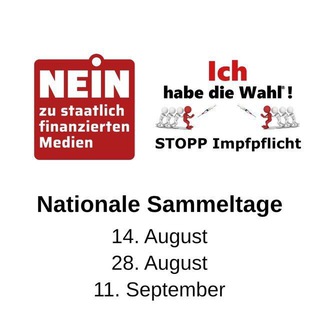 NEIN
zu staatlich
finanzierten
Medien
Ich
habe die Wahl !
STOPP Impfpflicht
Nationale Sammeltage
14. August
28. August
11. September